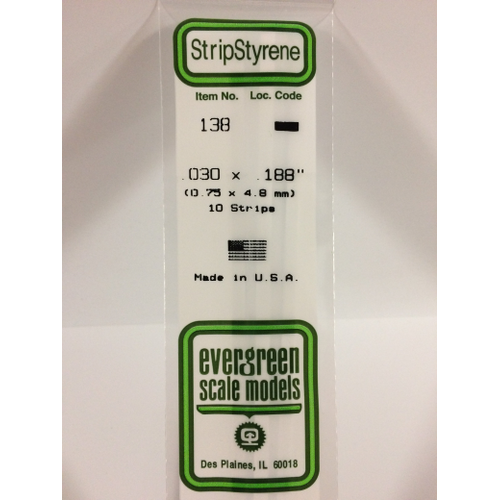 StripStyrene
Item No. Loc. Code
138
.030 x .188"
(0.75 x 4.8 mm)
10 Strips
Made in U.S.A.
evergreen
scale models
Des Plaines, IL 60018